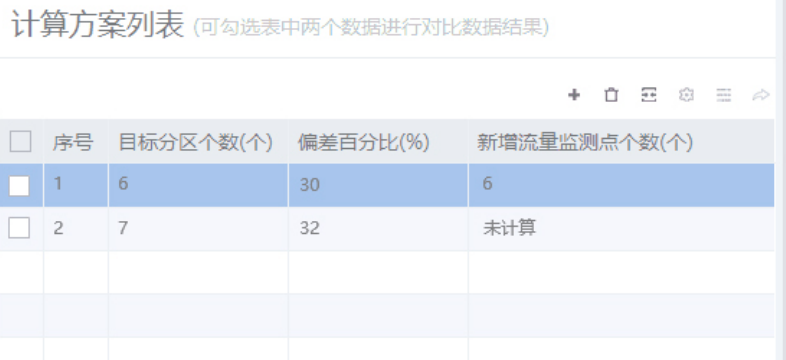 计算方案列表 (可勾选表中两个数据进行对比数据结果)
序号 目标分区个数(个) 偏差百分比(%) 新增流量监测点个数(个)
1 6 30 6
2 7 32 未计算